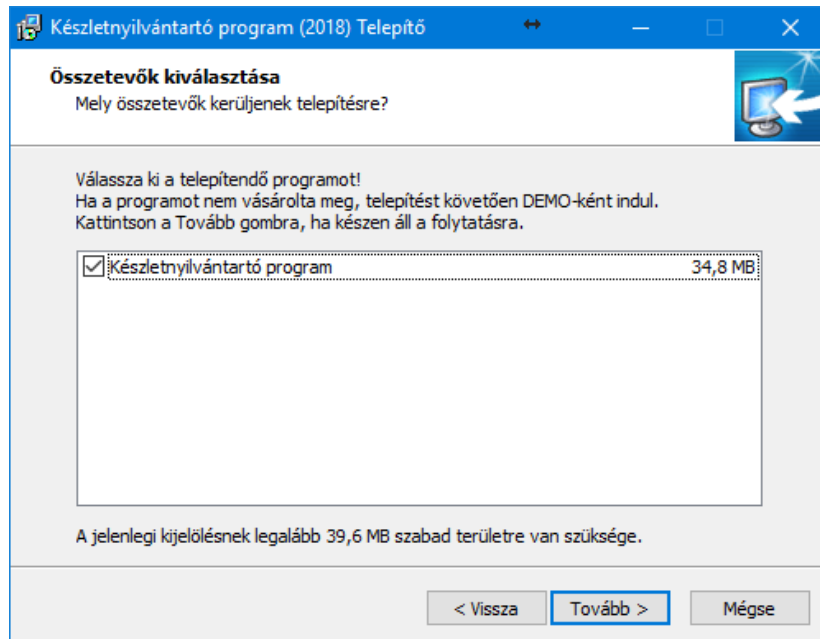 Készletnyilvántartó program (2018) Telepítő
Összetevők kiválasztása
Mely összetevők kerüljenek telepítésre?
Válassza ki a telepítendő programot!
Ha a programot nem vásárolta meg, telepítést követően DEMO-ként indul.
Kattintson a Tovább gombra, ha készen áll a folytatásra.
Készletnyilvántartó program 34,8 MB
A jelenlegi kijelölésnek legalább 39,6 MB szabad területre van szüksége.
< Vissza Tovább > Mégse